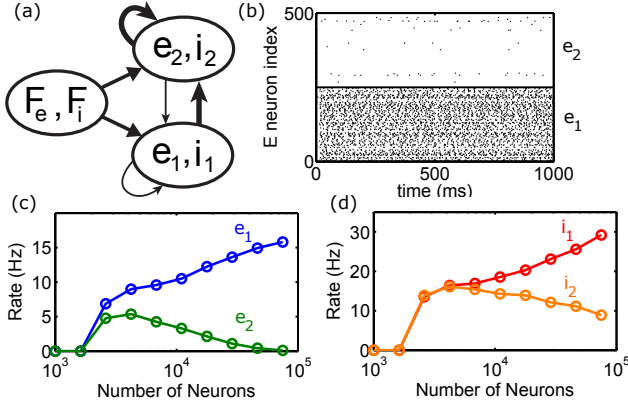 (a)
e2,i2
Fe,Fi
e1,i1
(b)
E neuron index
500
0
e2
e1
0 500 1000
time (ms)
(c)
Rate (Hz)
15
10
5
0
e1
e2
10^3 10^4 10^5
Number of Neurons
(d)
Rate (Hz)
30
20
10
0
i1
i2
10^3 10^4 10^5
Number of Neurons